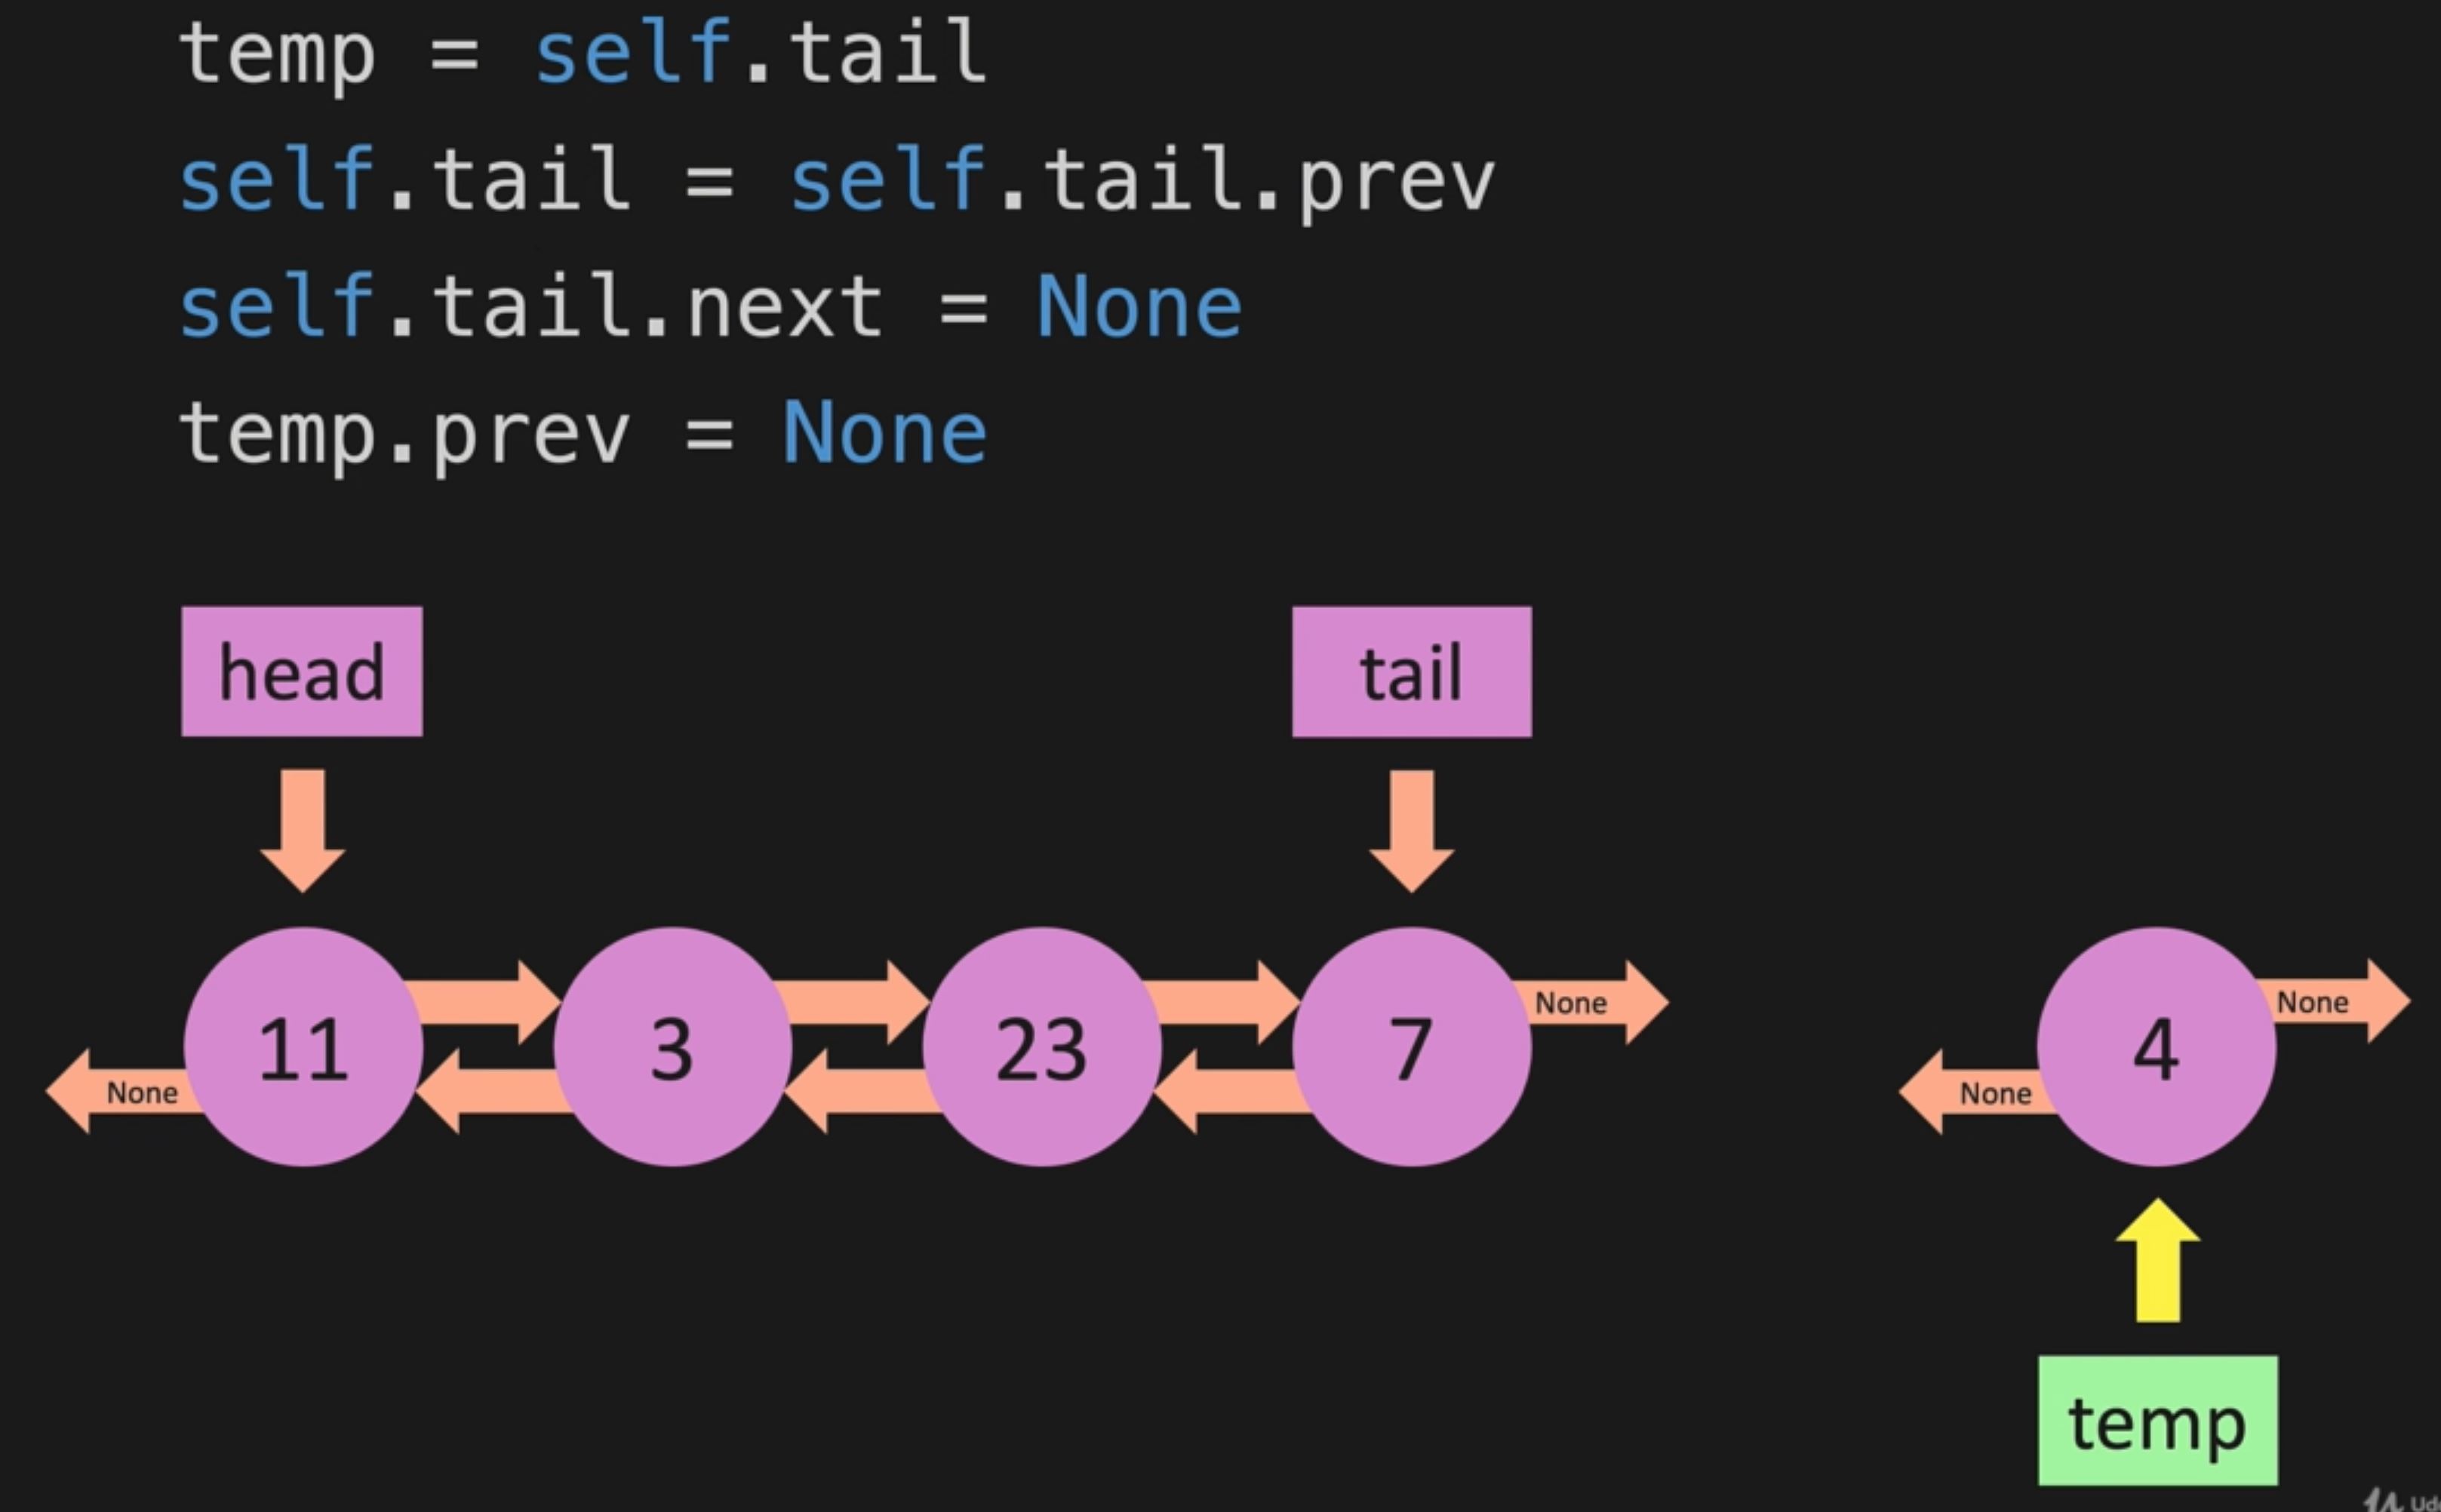 temp = self.tail
self.tail = self.tail.prev
self.tail.next = None
temp.prev = None
head
tail
11
3
23
7
None
4
None
None
None
temp